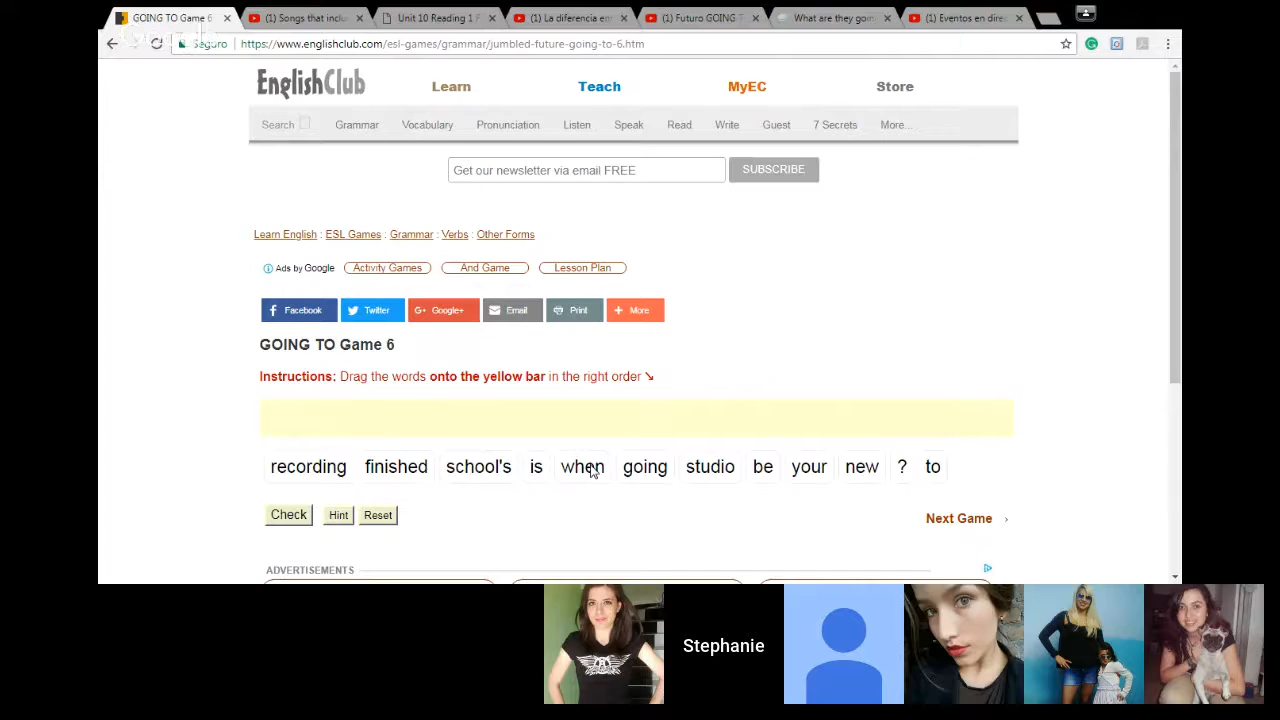 GOING TO Game 6
(1) Songs that inclu
Unit 10 Reading 1 P
(1) La diferencia en
(1) Futuro GOING T
What are they gon
(1) Eventos en dire
Seguro
https://www.englishclub.com/esl-games/grammar/jumbled-future-going-to-6.htm
EnglishClub
Learn
Teach
MyEC
Store
Search
Grammar
Vocabulary
Pronunciation
Listen
Speak
Read
Write
Guest
7 Secrets
More...
Get our newsletter via email FREE
SUBSCRIBE
Learn English : ESL Games : Grammar : Verbs : Other Forms
Ads by Google
Activity Games
And Game
Lesson Plan
Facebook
Twitter
G+ Google+
Email
Print
More
GOING TO Game 6
Instructions: Drag the words onto the yellow bar in the right order ↘
recording finished school's is when going studio be your new ? to
Check
Hint
Reset
Next Game ›
ADVERTISEMENTS
Stephanie